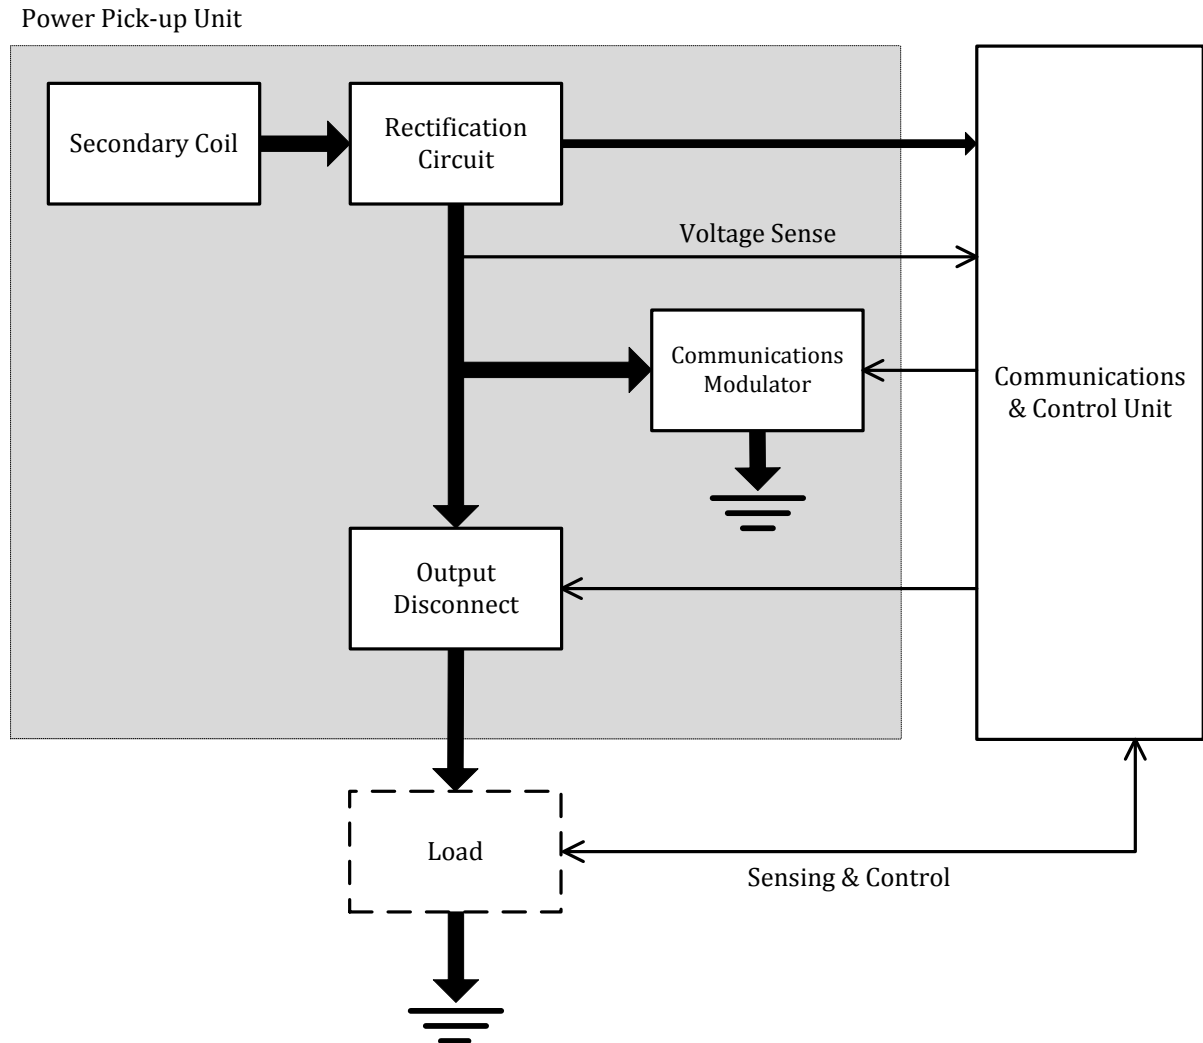 Power Pick-up Unit
Secondary Coil
Rectification
Circuit
Voltage Sense
Communications
Modulator
Communications
& Control Unit
Output
Disconnect
Load
Sensing & Control